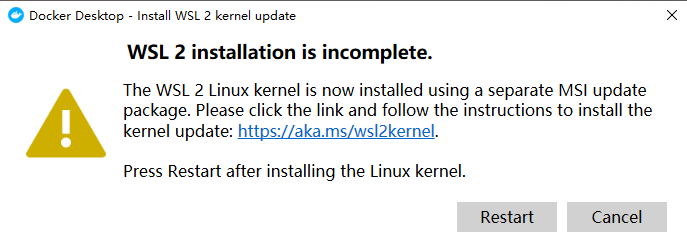 Docker Desktop - Install WSL 2 kernel update
WSL 2 installation is incomplete.
The WSL 2 Linux kernel is now installed using a separate MSI update
package. Please click the link and follow the instructions to install the
kernel update: https://aka.ms/wsl2kernel.
Press Restart after installing the Linux kernel.
Restart
Cancel